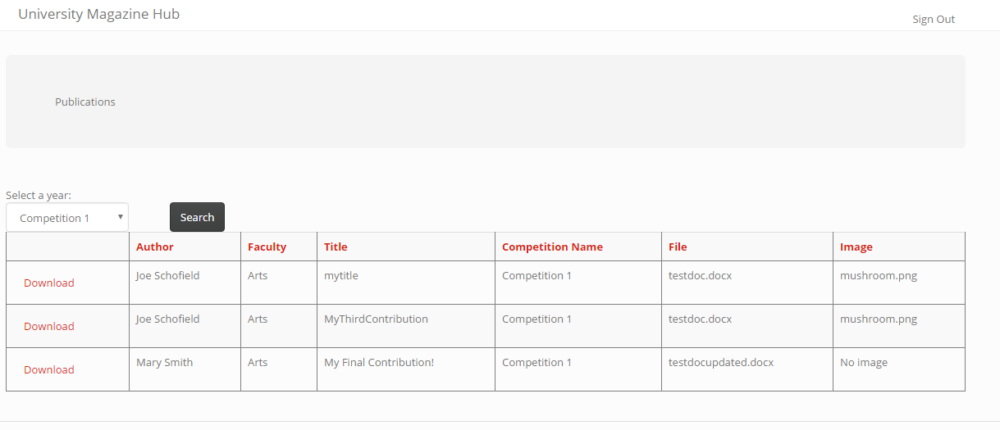 University Magazine Hub
Sign Out
Publications
Select a year:
Competition 1
Search
Author Faculty Title Competition Name File Image
Download Joe Schofield Arts mytitle Competition 1 testdoc.docx mushroom.png
Download Joe Schofield Arts MyThirdContribution Competition 1 testdoc.docx mushroom.png
Download Mary Smith Arts My Final Contribution! Competition 1 testdocupdated.docx No image